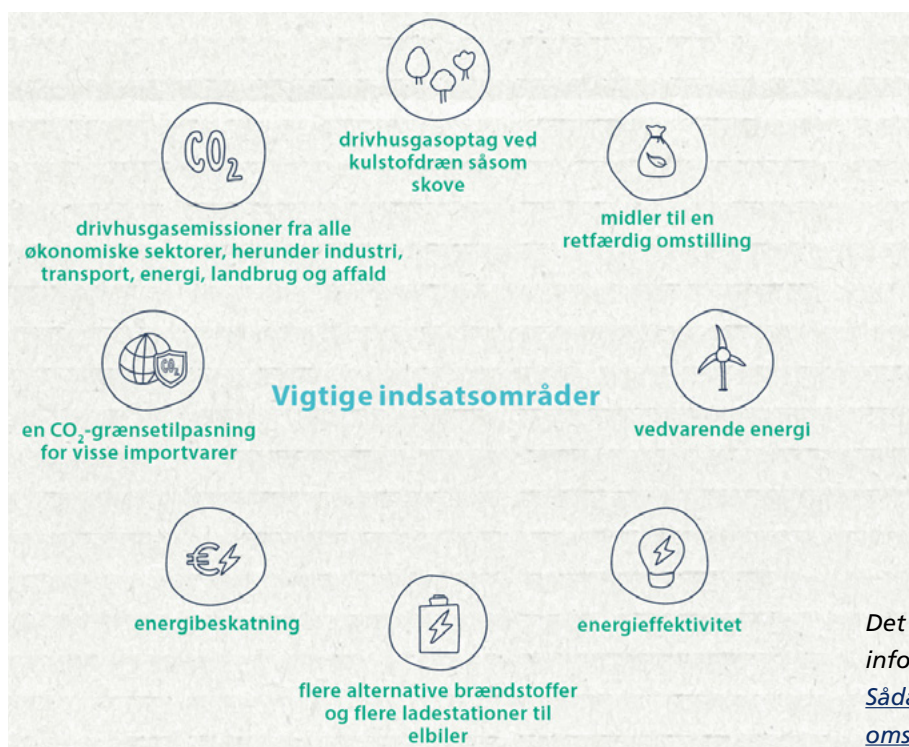 drivhusgasoptag ved
kulstofdræn såsom
skove
CO₂
drivhusgasemissioner fra alle
økonomiske sektorer, herunder industri,
transport, energi, landbrug og affald
midler til en
retfærdig omstilling
CO₂
en CO₂-grænsetilpasning
for visse importvarer
Vigtige indsatsområder
vedvarende energi
€
energibeskatning
energieffektivitet
flere alternative brændstoffer
og flere ladestationer til
elbiler
Det
info
Såda
oms